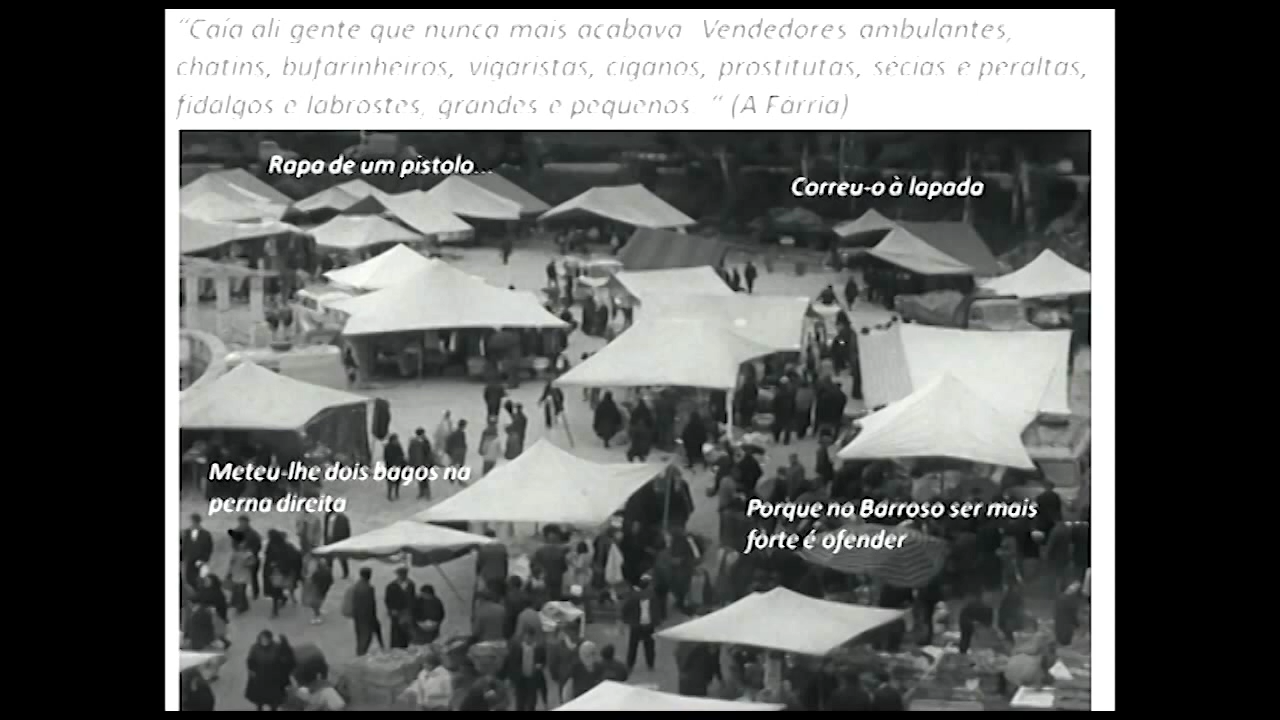 “Caía ali gente que nunca mais acabava Vendedores ambulantes,
chatins, bufarinheiros, vigaristas, ciganos, prostitutas, sécias e peraltas,
fidalgos e labrostes, grandes e pequenos. “ (A Fárria)
Rapa de um pistolo...
Correu-o à lapada
Meteu-lhe dois bagos na
perna direita
Porque no Barroso ser mais
forte é ofender